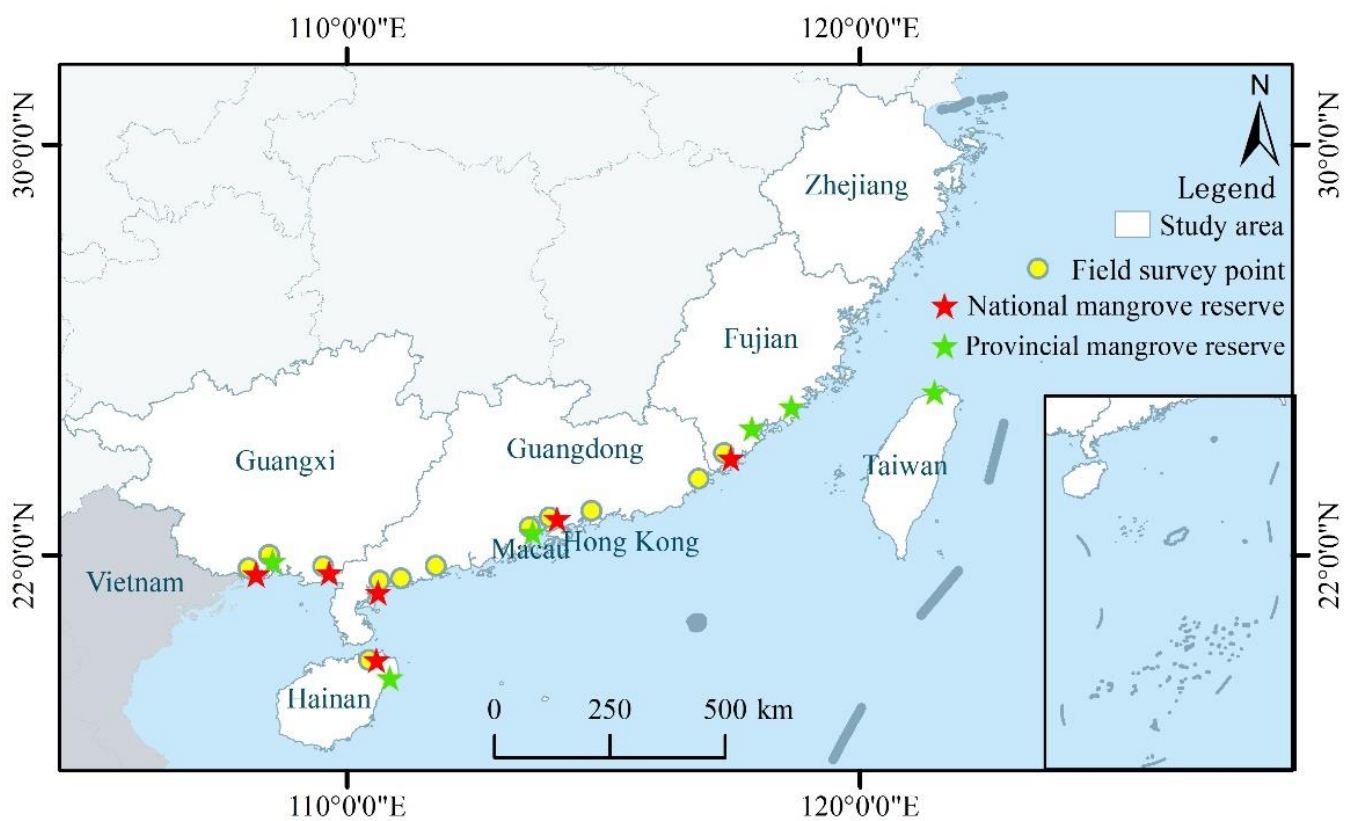 110°0'0"E
120°0'0"E
30°0'0"N
30°0'0"N
N
Zhejiang
Legend
Study area
Field survey point
National mangrove reserve
Provincial mangrove reserve
Fujian
Guangxi
Guangdong
Taiwan
Macau
Hong Kong
Vietnam
22°0'0"N
22°0'0"N
Hainan
0 250 500 km
110°0'0"E
120°0'0"E